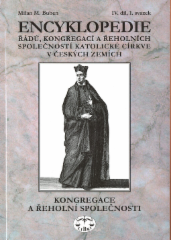 Milan M. Buben IV. díl, 1. svazek
ENCYKLOPEDIE
ŘÁDŮ, KONGREGACÍ A ŘEHOLNÍCH
SPOLEČNOSTÍ KATOLICKÉ CÍRKVE
V ČESKÝCH ZEMÍCH
KONGREGACE
A ŘEHOLNÍ SPOLEČNOSTI